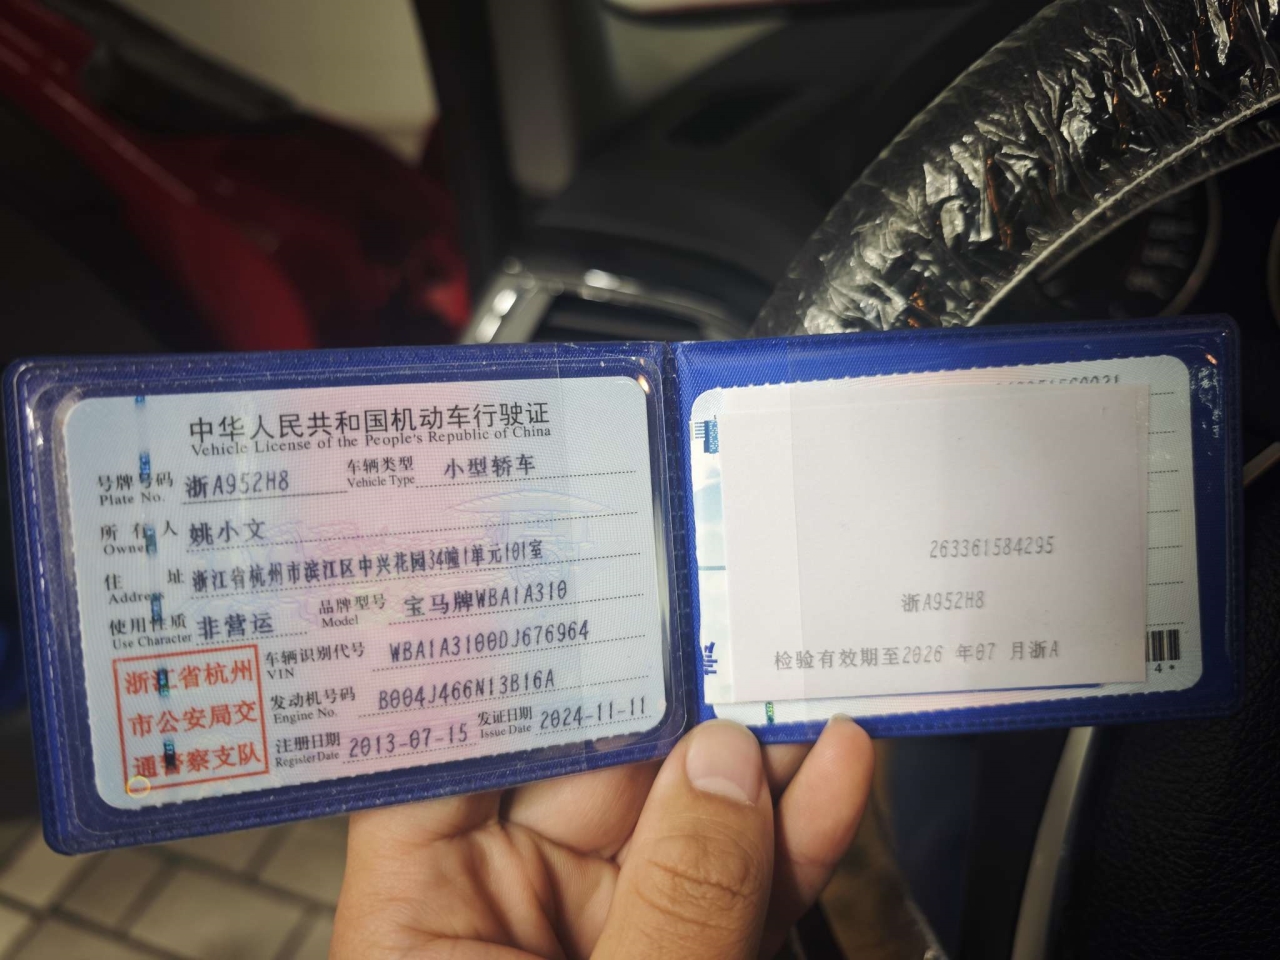 中华人民共和国机动车行驶证
Vehicle License of the People's Republic of China
号牌号码 浙A952H8 车辆类型 小型轿车
Plate No. Vehicle Type
所有人 姚小文
Owner
住址 浙江省杭州市滨江区中兴花园34幢1单元101室
Address
使用性质 非营运 品牌型号 宝马牌WBA1A310
Use Character Model
车辆识别代号 WBA1A3100DJ676964
VIN
发动机号码 B004J466N13B16A
Engine No.
注册日期 2013-07-15 发证日期 2024-11-11
Register Date Issue Date
浙江省杭州
市公安局交
通警察支队
263361584295
浙A952H8
检验有效期至2026 年07 月浙A
4*